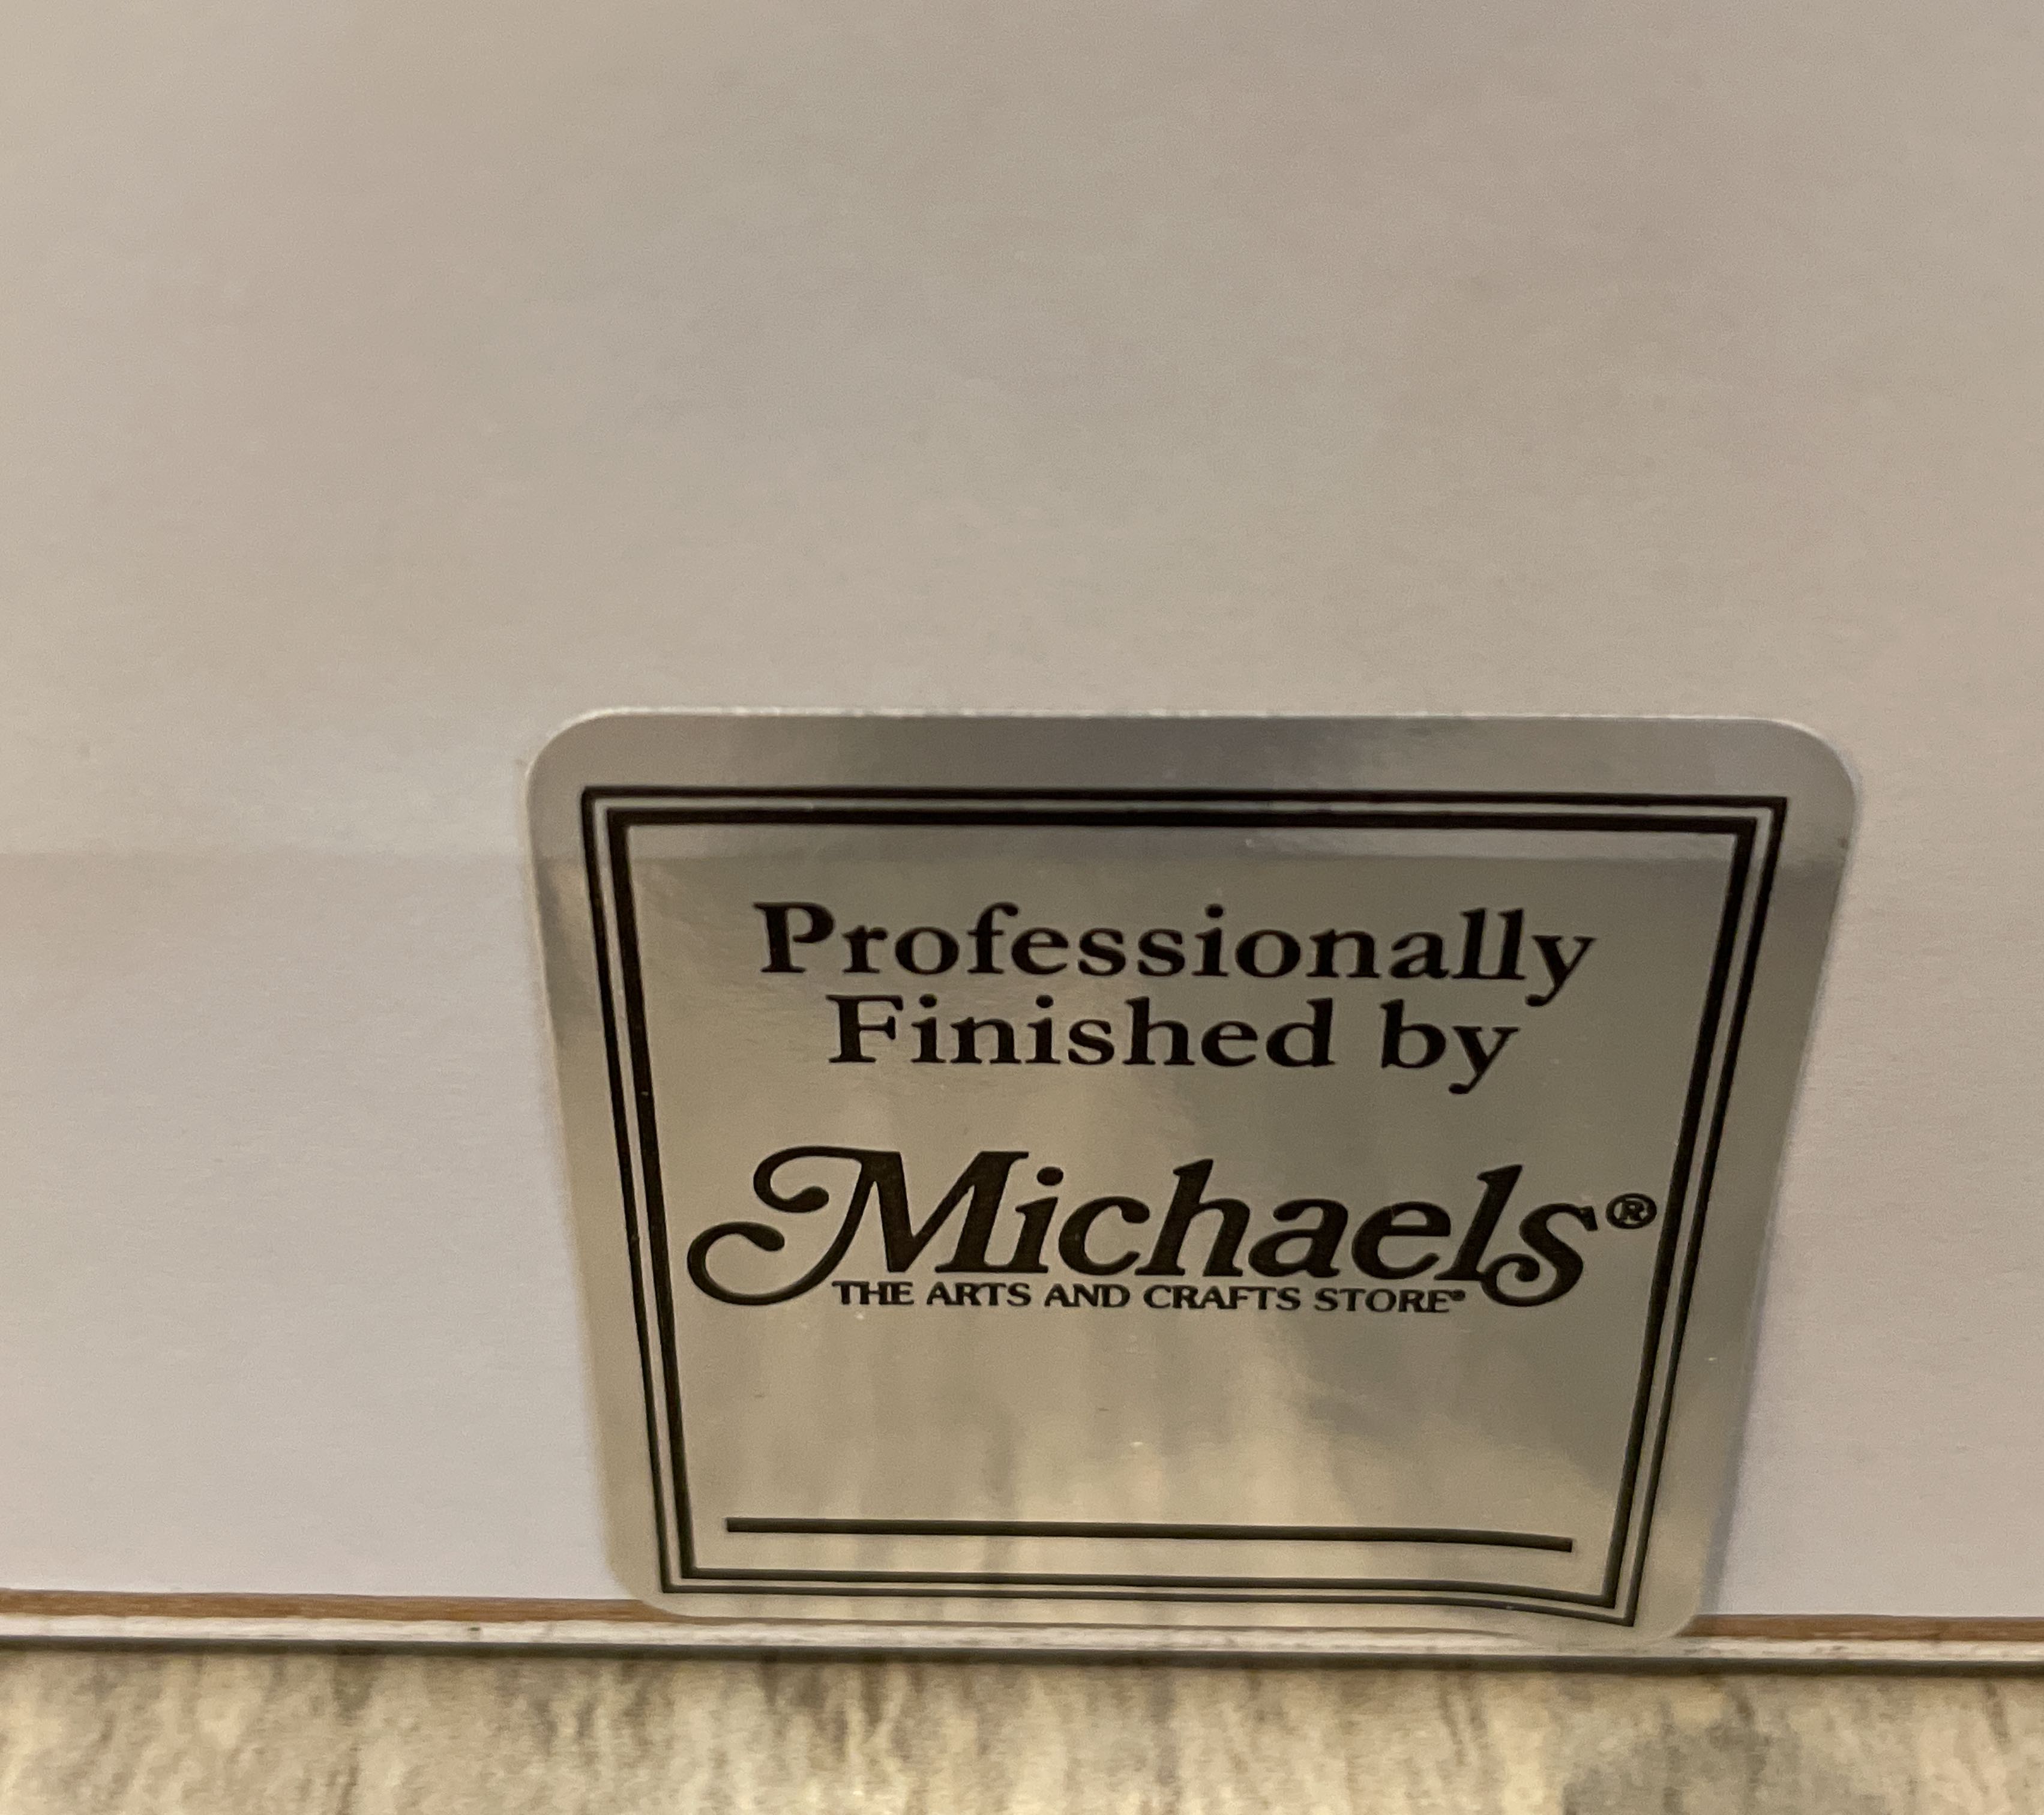 Professionally
Finished by
Michaels®
THE ARTS AND CRAFTS STORE®